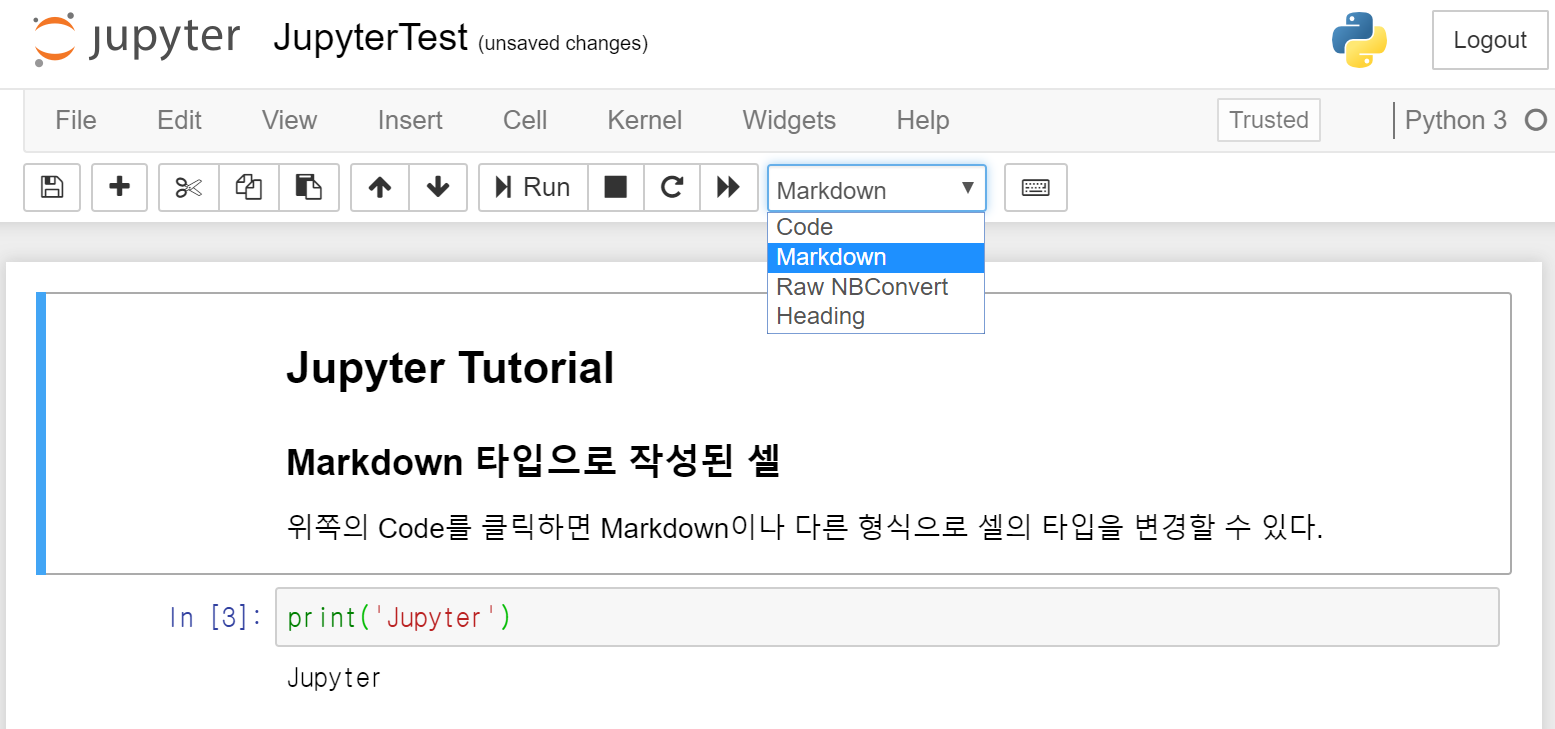 jupyter JupyterTest (unsaved changes) Logout
File Edit View Insert Cell Kernel Widgets Help Trusted Python 3
Run Markdown
Code
Markdown
Raw NBConvert
Heading
Jupyter Tutorial
Markdown 타입으로 작성된 셀
위쪽의 Code를 클릭하면 Markdown이나 다른 형식으로 셀의 타입을 변경할 수 있다.
In [3]: print('Jupyter')
Jupyter